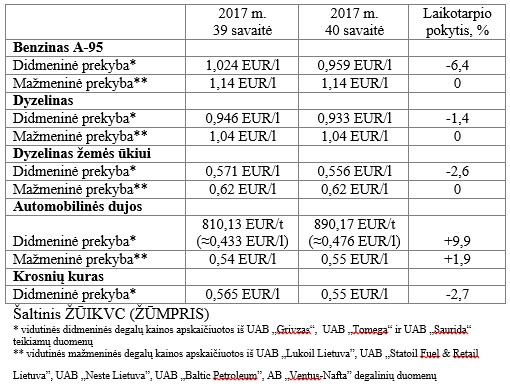 2017 m. 39 savaitė | 2017 m. 40 savaitė | Laikotarpio pokytis, %
Benzinas A-95
Didmeninė prekyba* | 1,024 EUR/l | 0,959 EUR/l | -6,4
Mažmeninė prekyba** | 1,14 EUR/l | 1,14 EUR/l | 0
Dyzelinas
Didmeninė prekyba* | 0,946 EUR/l | 0,933 EUR/l | -1,4
Mažmeninė prekyba** | 1,04 EUR/l | 1,04 EUR/l | 0
Dyzelinas žemės ūkiui
Didmeninė prekyba* | 0,571 EUR/l | 0,556 EUR/l | -2,6
Mažmeninė prekyba** | 0,62 EUR/l | 0,62 EUR/l | 0
Automobilinės dujos
Didmeninė prekyba* | 810,13 EUR/t (≈0,433 EUR/l) | 890,17 EUR/t (≈0,476 EUR/l) | +9,9
Mažmeninė prekyba** | 0,54 EUR/l | 0,55 EUR/l | +1,9
Krosnių kuras
Didmeninė prekyba* | 0,565 EUR/l | 0,55 EUR/l | -2,7
Šaltinis ŽŪIKVC (ŽŪMPRIS)
* vidutinės didmeninės degalų kainos apskaičiuotos iš UAB „Grivzas“, UAB „Tomega“ ir UAB „Saurida“
teikiamų duomenų
** vidutinės mažmeninės degalų kainos apskaičiuotos iš UAB „Lukoil Lietuva”, UAB „Statoil Fuel & Retail
Lietuva”, UAB „Neste Lietuva”, UAB „Baltic Petroleum”, AB „Ventus-Nafta” degalinių duomenų